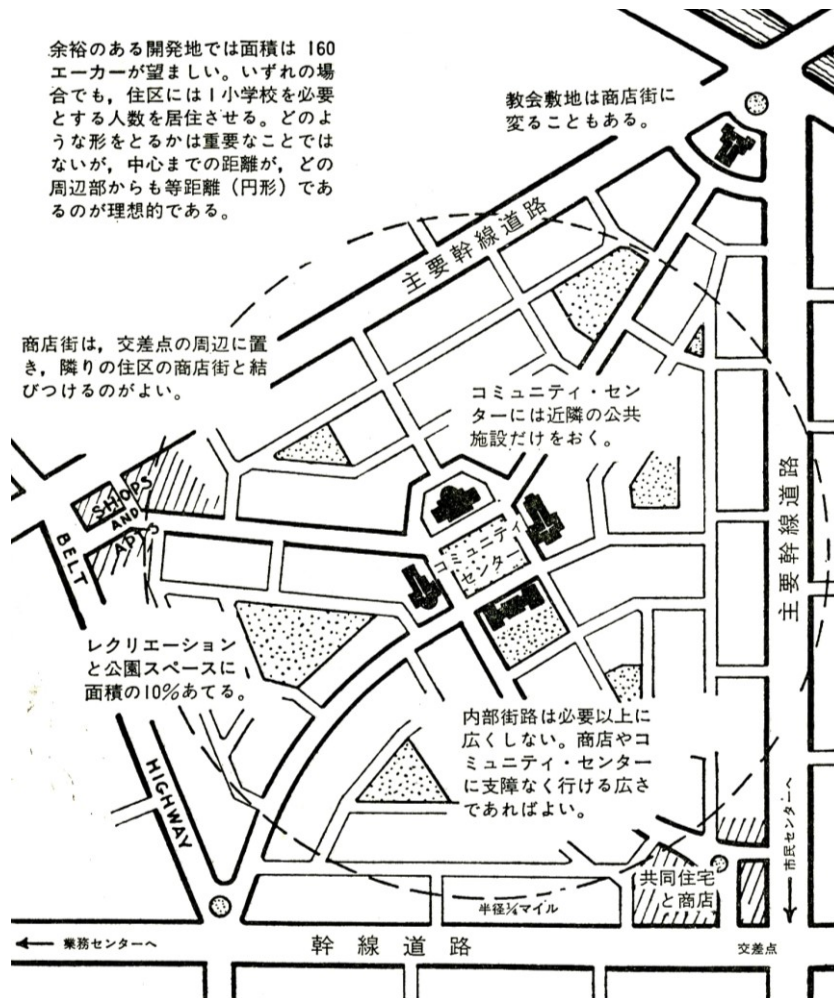 余裕のある開発地では面積は 160
エーカーが望ましい。いずれの場
合でも，住区には1小学校を必要
とする人数を居住させる。どのよ
うな形をとるかは重要なことでは
ないが，中心までの距離が，どの
周辺部からも等距離（円形）であ
るのが理想的である。
教会敷地は商店街に
変ることもある。
主要幹線道路
商店街は，交差点の周辺に置
き，隣りの住区の商店街と結
びつけるのがよい。
コミュニティ・セン
ターには近隣の公共
施設だけをおく。
SHOPS
AND
APTS
BELT
コミュニティ
センター
主要幹線道路
レクリエーション
と公園スペースに
面積の10%あてる。
内部街路は必要以上に
広くしない。商店やコ
ミュニティ・センター
に支障なく行ける広さ
であればよい。
HIGHWAY
市民センターへ
共同住宅
と商店
半径¼マイル
業務センターへ
幹線道路
交差点